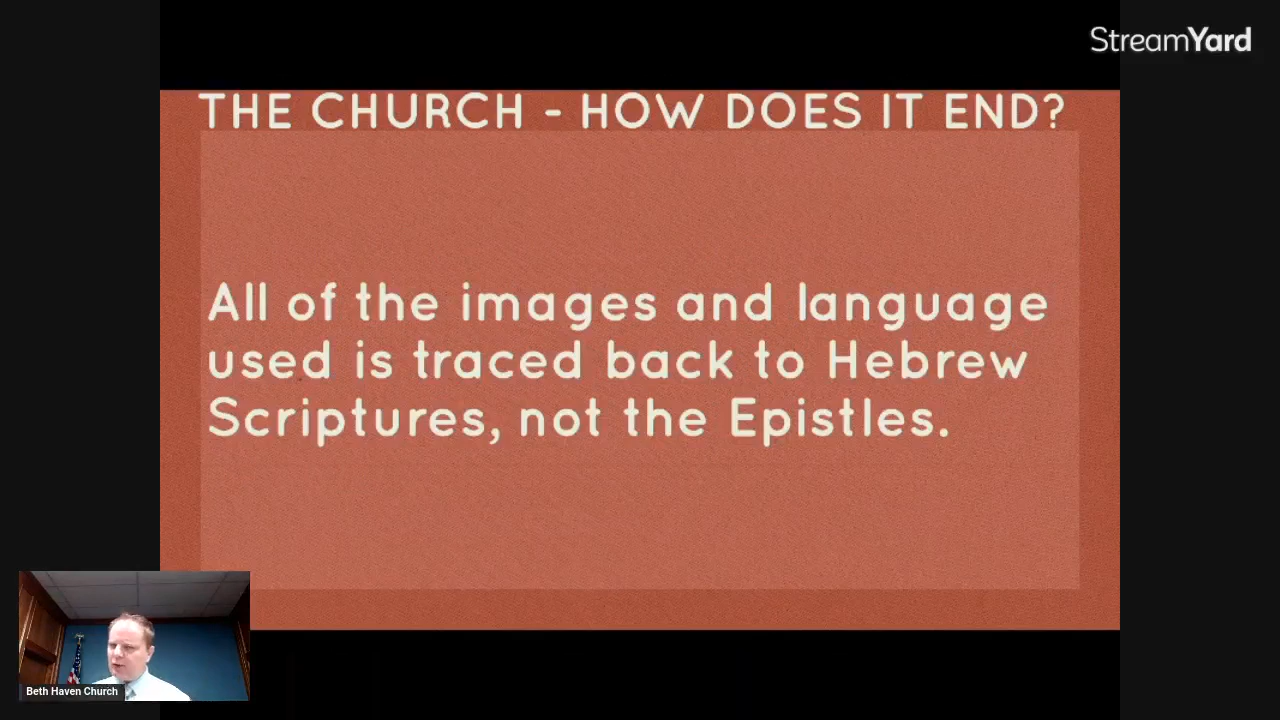 StreamYard
THE CHURCH - HOW DOES IT END?
All of the images and language
used is traced back to Hebrew
Scriptures, not the Epistles.
Beth Haven Church